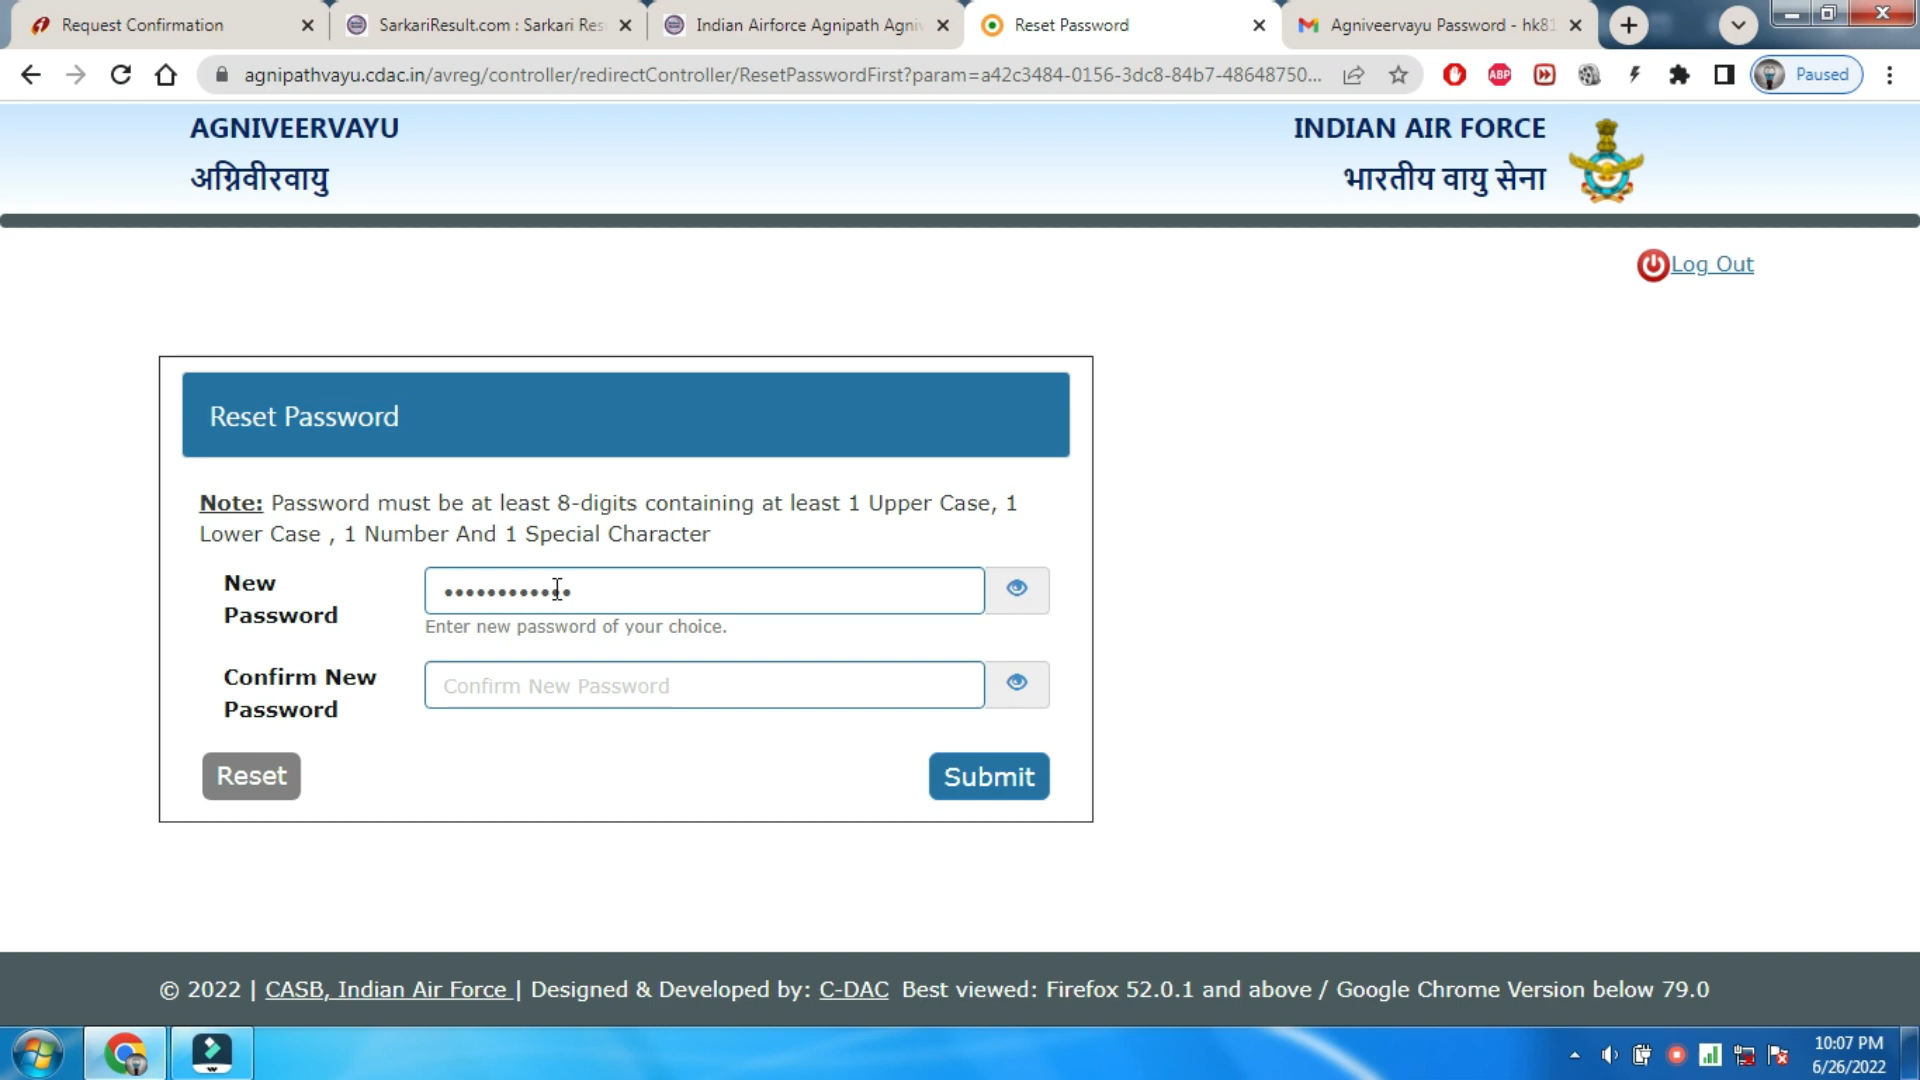 Request Confirmation
SarkariResult.com : Sarkari Res
Indian Airforce Agnipath Agniv
Reset Password
Agniveervayu Password - hk81
agnipathvayu.cdac.in/avreg/controller/redirectController/ResetPasswordFirst?param=a42c3484-0156-3dc8-84b7-48648750...
ABP
Paused
AGNIVEERVAYU
INDIAN AIR FORCE
अग्निवीरवायु
भारतीय वायु सेना
Log Out
Reset Password
Note: Password must be at least 8-digits containing at least 1 Upper Case, 1
Lower Case , 1 Number And 1 Special Character
New
Password
••••••••••••
Enter new password of your choice.
Confirm New
Password
Confirm New Password
Reset
Submit
© 2022 | CASB, Indian Air Force | Designed & Developed by: C-DAC Best viewed: Firefox 52.0.1 and above / Google Chrome Version below 79.0
10:07 PM
6/26/2022